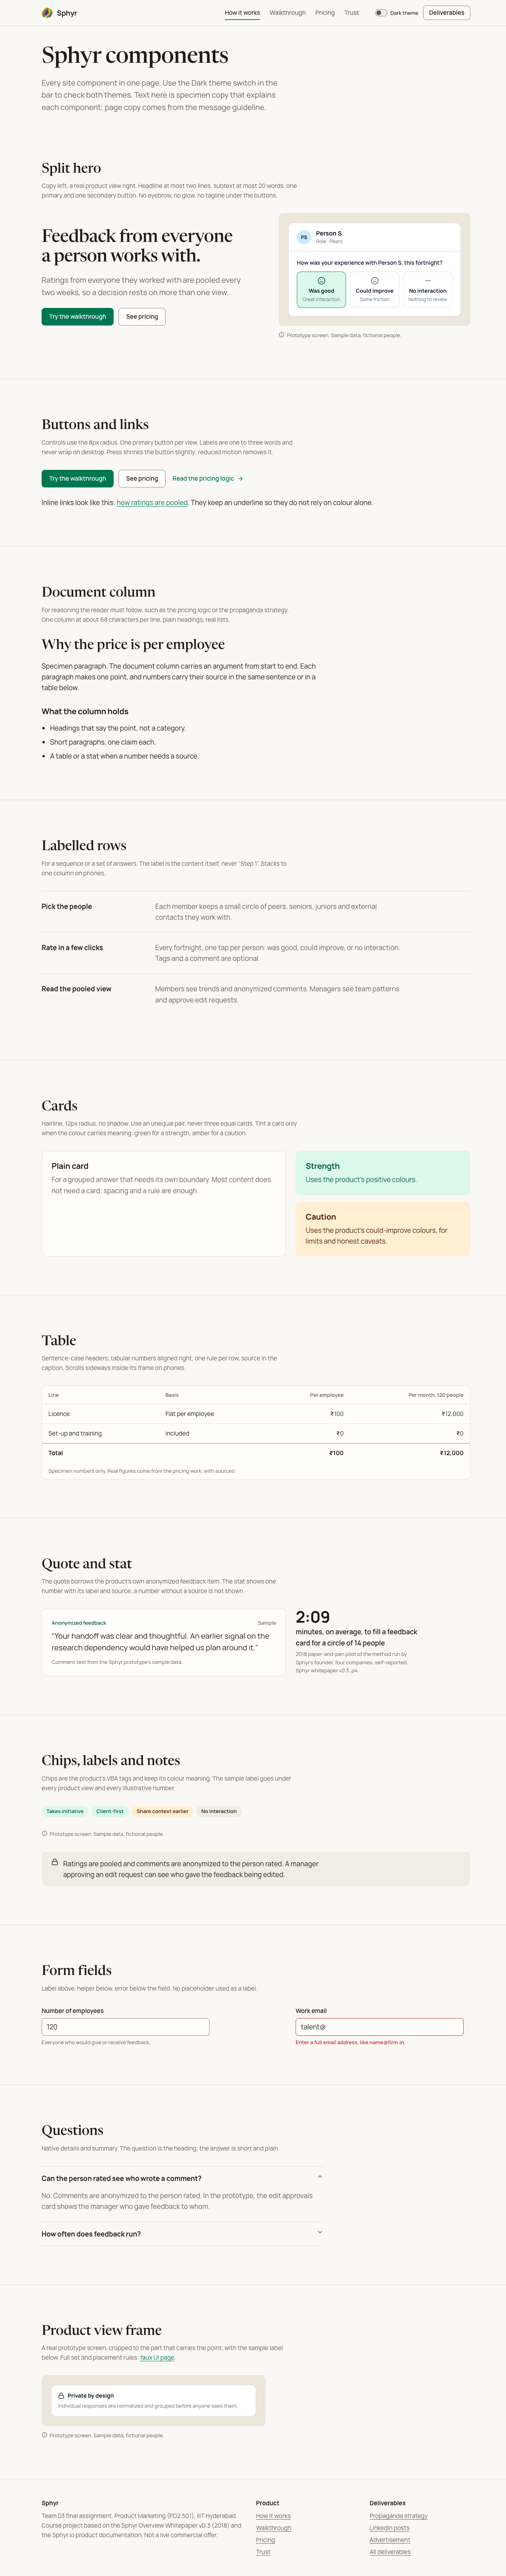 Sphyr
How it works
Walkthrough
Pricing
Trust
Dark theme
Deliverables
Sphyr components
Every site component in one page. Use the Dark theme switch in the
bar to check both themes. Text here is specimen copy that explains
each component; page copy comes from the message guideline.
Split hero
Copy left, a real product view right. Headline at most two lines, subtext at most 20 words, one
primary and one secondary button. No eyebrow, no glow, no tagline under the buttons.
Feedback from everyone
a person works with.
Ratings from everyone they worked with are pooled every
two weeks, so a decision rests on more than one view.
Try the walkthrough
See pricing
PS
Person S.
Role · Peers
How was your experience with Person S. this fortnight?
Was good
Great interaction
Could improve
Some friction
No interaction
Nothing to review
Prototype screen. Sample data, fictional people.
Buttons and links
Controls use the 8px radius. One primary button per view. Labels are one to three words and
never wrap on desktop. Press shrinks the button slightly; reduced motion removes it.
Try the walkthrough
See pricing
Read the pricing logic →
Inline links look like this: how ratings are pooled. They keep an underline so they do not rely on colour alone.
Document column
For reasoning the reader must follow, such as the pricing logic or the propaganda strategy.
One column at about 68 characters per line, plain headings, real lists.
Why the price is per employee
Specimen paragraph. The document column carries an argument from start to end. Each
paragraph makes one point, and numbers carry their source in the same sentence or in a
table below.
What the column holds
• Headings that say the point, not a category.
• Short paragraphs, one claim each.
• A table or a stat when a number needs a source.
Labelled rows
For a sequence or a set of answers. The label is the content itself, never "Step 1". Stacks to
one column on phones.
Pick the people
Each member keeps a small circle of peers, seniors, juniors and external
contacts they work with.
Rate in a few clicks
Every fortnight, one tap per person: was good, could improve, or no interaction.
Tags and a comment are optional.
Read the pooled view
Members see trends and anonymized comments. Managers see team patterns
and approve edit requests.
Cards
Hairline, 12px radius, no shadow. Use an unequal pair, never three equal cards. Tint a card only
when the colour carries meaning: green for a strength, amber for a caution.
Plain card
For a grouped answer that needs its own boundary. Most content does
not need a card; spacing and a rule are enough.
Strength
Uses the product's positive colours.
Caution
Uses the product's could-improve colours, for
limits and honest caveats.
Table
Sentence-case headers, tabular numbers aligned right, one rule per row, source in the
caption. Scrolls sideways inside its frame on phones.
Line Basis Per employee Per month, 120 people
Licence Flat per employee ₹100 ₹12,000
Set-up and training Included ₹0 ₹0
Total ₹100 ₹12,000
Specimen numbers only. Real figures come from the pricing work, with sources.
Quote and stat
The quote borrows the product's own anonymized feedback item. The stat shows one
number with its label and source; a number without a source is not shown.
Anonymized feedback
Sample
"Your handoff was clear and thoughtful. An earlier signal on the
research dependency would have helped us plan around it."
Comment text from the Sphyr prototype's sample data.
2:09
minutes, on average, to fill a feedback
card for a circle of 14 people
2018 paper-and-pen pilot of the method run by
Sphyr's founder, four companies, self-reported.
Sphyr whitepaper v0.3, p4.
Chips, labels and notes
Chips are the product's VBA tags and keep its colour meaning. The sample label goes under
every product view and every illustrative number.
Takes initiative
Client-first
Share context earlier
No interaction
Prototype screen. Sample data, fictional people.
Ratings are pooled and comments are anonymized to the person rated. A manager
approving an edit request can see who gave the feedback being edited.
Form fields
Label above, helper below, error below the field. No placeholder used as a label.
Number of employees
120
Everyone who would give or receive feedback.
Work email
talent@
Enter a full email address, like name@firm.in.
Questions
Native details and summary. The question is the heading; the answer is short and plain.
Can the person rated see who wrote a comment?
No. Comments are anonymized to the person rated. In the prototype, the edit approvals
card shows the manager who gave feedback to whom.
How often does feedback run?
Product view frame
A real prototype screen, cropped to the part that carries the point, with the sample label
below. Full set and placement rules: faux UI page.
Private by design
Individual responses are normalized and grouped before anyone sees them.
Prototype screen. Sample data, fictional people.
Sphyr
Team 03 final assignment, Product Marketing (PD2.501), IIIT Hyderabad.
Course project based on the Sphyr Overview Whitepaper v0.3 (2018) and
the Sphyr.io product documentation. Not a live commercial offer.
Product
How it works
Walkthrough
Pricing
Trust
Deliverables
Propaganda strategy
LinkedIn posts
Advertisement
All deliverables